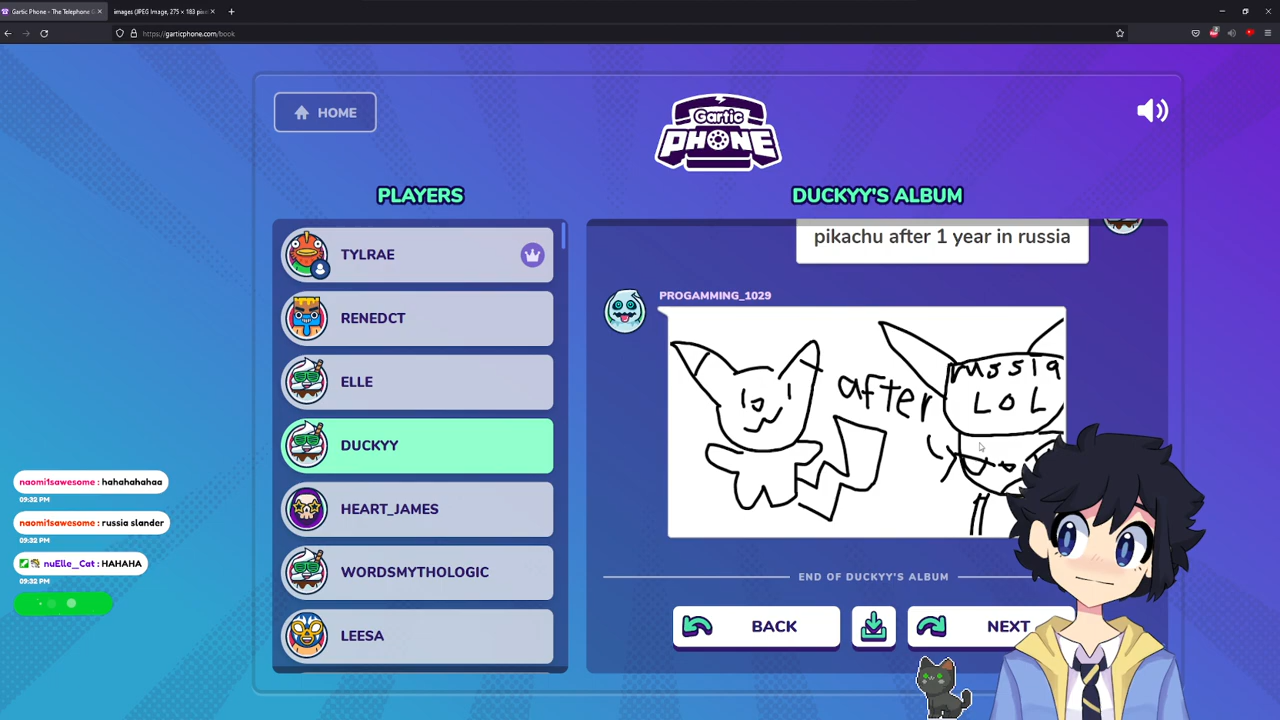 Gartic Phone - The Telephone G
images (JPEG Image, 275 × 183 pixe
https://garticphone.com/book
HOME
Gartic
PHONE
PLAYERS
DUCKYY'S ALBUM
TYLRAE
RENEDCT
ELLE
DUCKYY
HEART_JAMES
WORDSMYTHOLOGIC
LEESA
pikachu after 1 year in russia
PROGAMMING_1029
after
russia
LOL
END OF DUCKYY'S ALBUM
BACK
NEXT
naomi1sawesome : hahahahahaa
09:32 PM
naomi1sawesome : russia slander
09:32 PM
nuElle_Cat : HAHAHA
09:32 PM